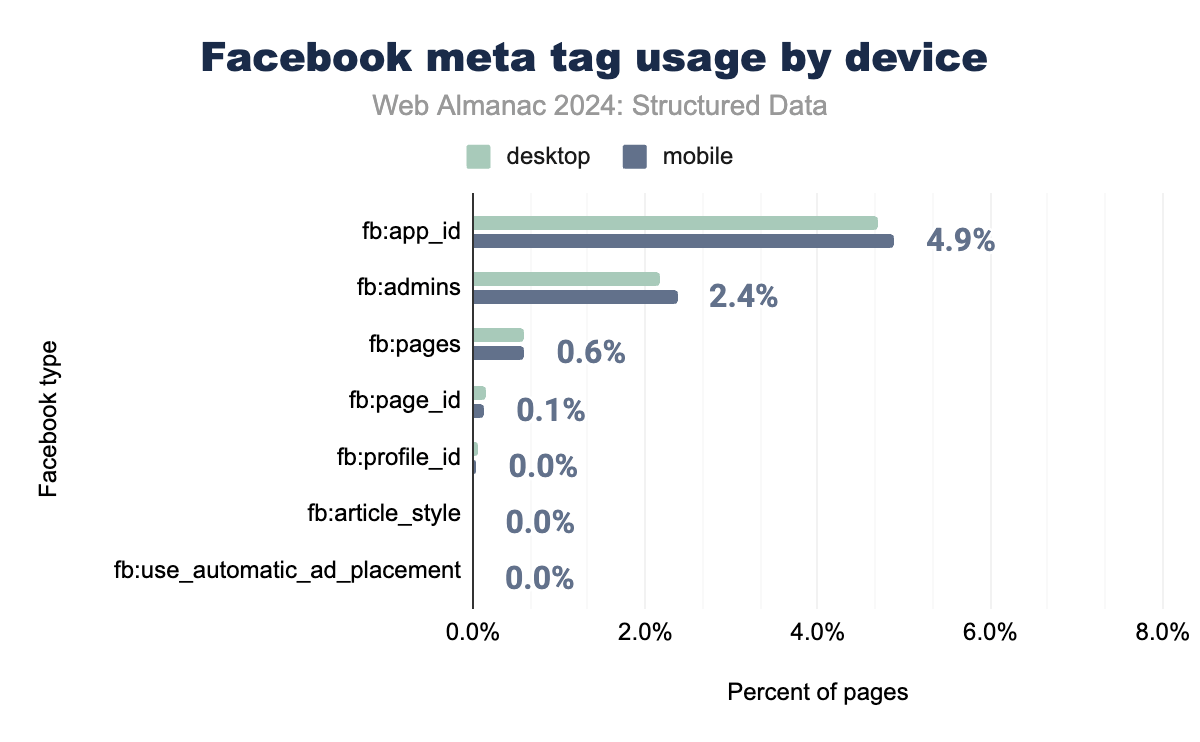 Facebook meta tag usage by device
Web Almanac 2024: Structured Data
desktop mobile
Facebook type
fb:app_id 4.9%
fb:admins 2.4%
fb:pages 0.6%
fb:page_id 0.1%
fb:profile_id 0.0%
fb:article_style 0.0%
fb:use_automatic_ad_placement 0.0%
0.0% 2.0% 4.0% 6.0% 8.0%
Percent of pages